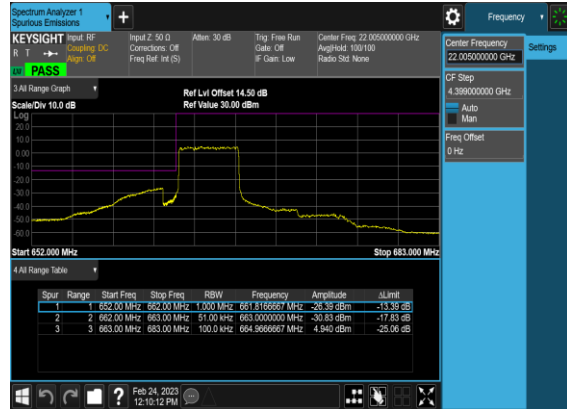 Spectrum Analyzer 1
Spurious Emissions
Frequency
KEYSIGHT
R T
Input: RF
Coupling: DC
Align: Off
Input Z: 50 Ω
Corrections: Off
Freq Ref: Int (S)
Atten: 30 dB
Trig: Free Run
Gate: Off
IF Gain: Low
Center Freq: 22.005000000 GHz
Avg|Hold: 100/100
Radio Std: None
PASS
Center Frequency
22.005000000 GHz
Settings
CF Step
4.399000000 GHz
Auto
Man
Freq Offset
0 Hz
3 All Range Graph
Scale/Div 10.0 dB
Ref Lvl Offset 14.50 dB
Ref Value 30.00 dBm
Log
20.0
10.0
0.00
-10.0
-20.0
-30.0
-40.0
-50.0
-60.0
Start 652.000 MHz
Stop 683.000 MHz
4 All Range Table
Spur Range Start Freq Stop Freq RBW Frequency Amplitude ΔLimit
1 1 652.00 MHz 662.00 MHz 1.000 MHz 661.8166667 MHz -26.39 dBm -13.39 dB
2 2 662.00 MHz 663.00 MHz 51.00 kHz 663.0000000 MHz -30.83 dBm -17.83 dB
3 3 663.00 MHz 683.00 MHz 100.0 kHz 664.9666667 MHz 4.940 dBm -25.06 dB
Feb 24, 2023
12:10:12 PM